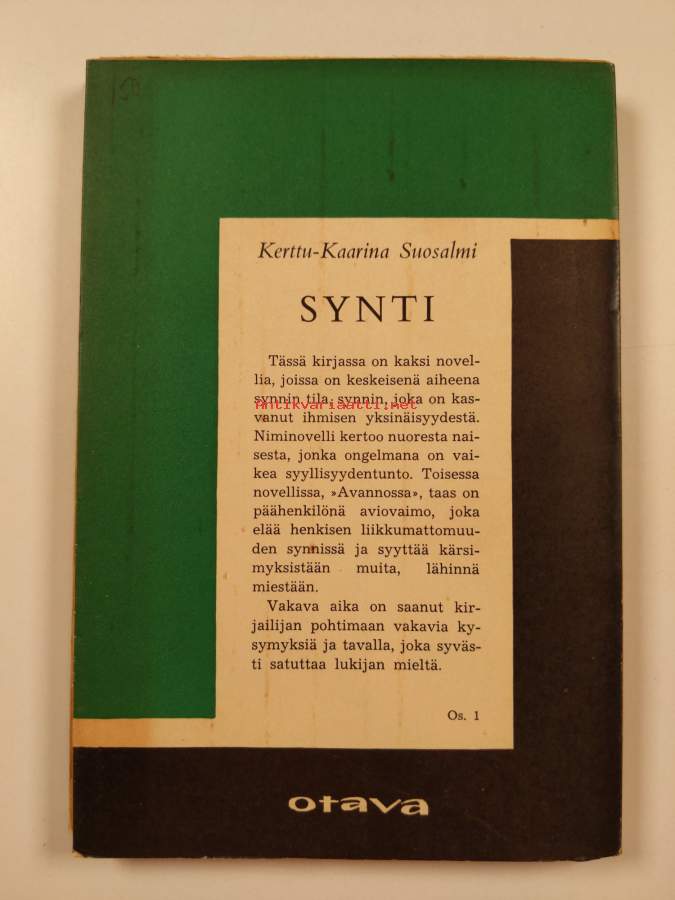 Kerttu-Kaarina Suosalmi
SYNTI
Tässä kirjassa on kaksi novel-
lia, joissa on keskeisenä aiheena
synnin tila, synnin, joka on kas-
Antikvariaatti.net
vanut ihmisen yksinäisyydestä.
Niminovelli kertoo nuoresta nai-
sesta, jonka ongelmana on vai-
kea syyllisyydentunto. Toisessa
novellissa, »Avannossa», taas on
päähenkilönä aviovaimo, joka
elää henkisen liikkumattomuu-
den synnissä ja syyttää kärsi-
myksistään muita, lähinnä
miestään.
Vakava aika on saanut kir-
jailijan pohtimaan vakavia ky-
symyksiä ja tavalla, joka syväs-
ti satuttaa lukijan mieltä.
Os. 1
otava